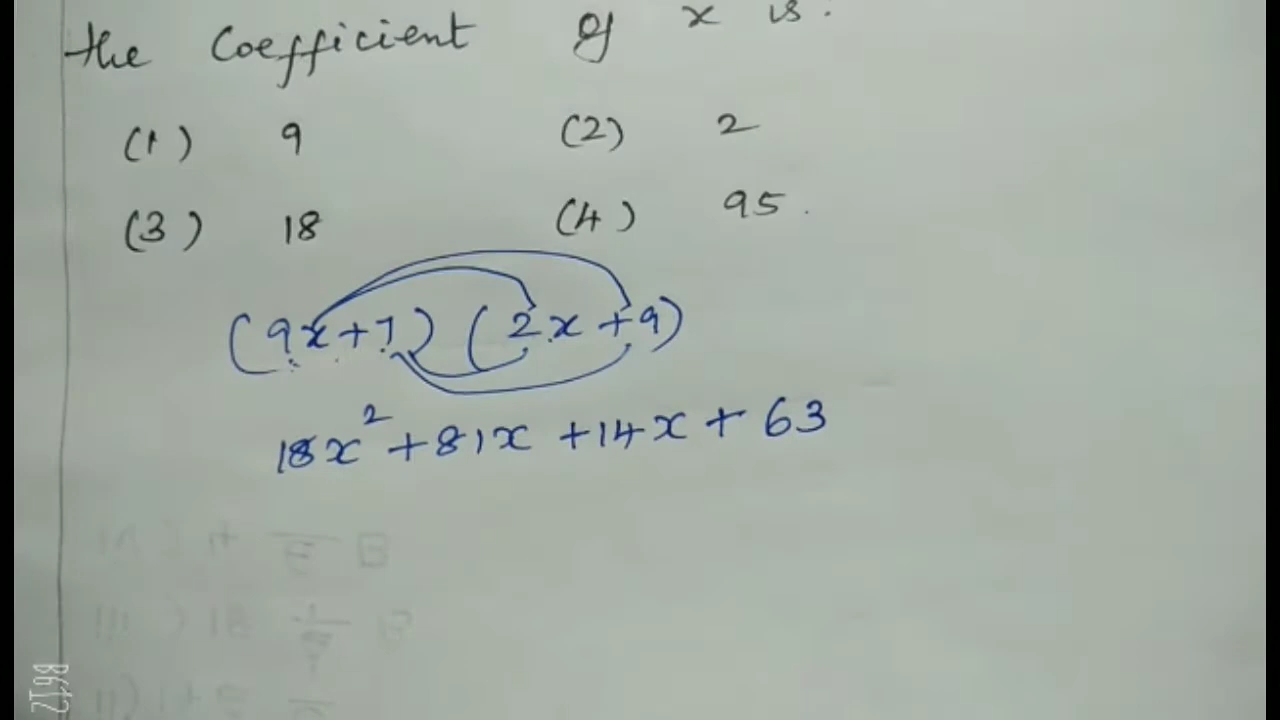 the Coefficient of x is :
(1) 9 (2) 2
(3) 18 (4) 95.
(9x+7) (2x+9)
18x² +81x +14x + 63